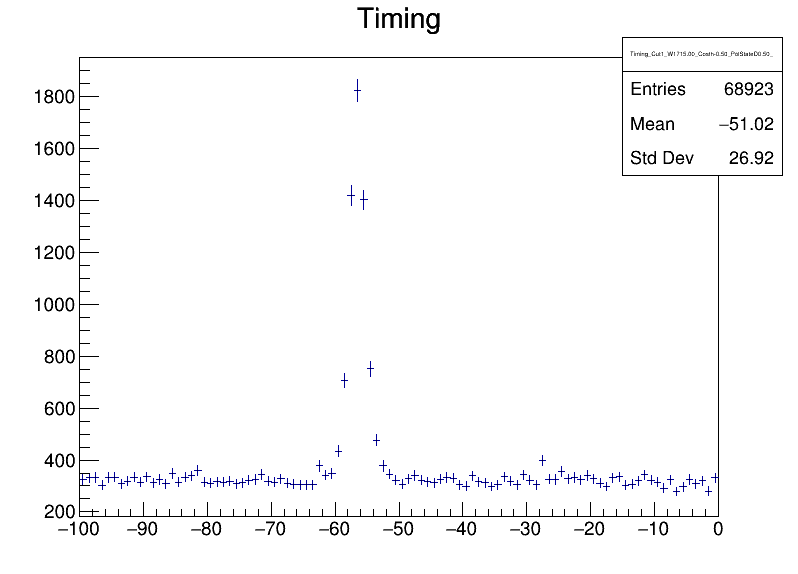 Timing
Timing_Cut1_W1715.00_Costh-0.50_PolStateD0.50_
Entries 68923
Mean −51.02
Std Dev 26.92
1800
1600
1400
1200
1000
800
600
400
200
−100 −90 −80 −70 −60 −50 −40 −30 −20 −10 0